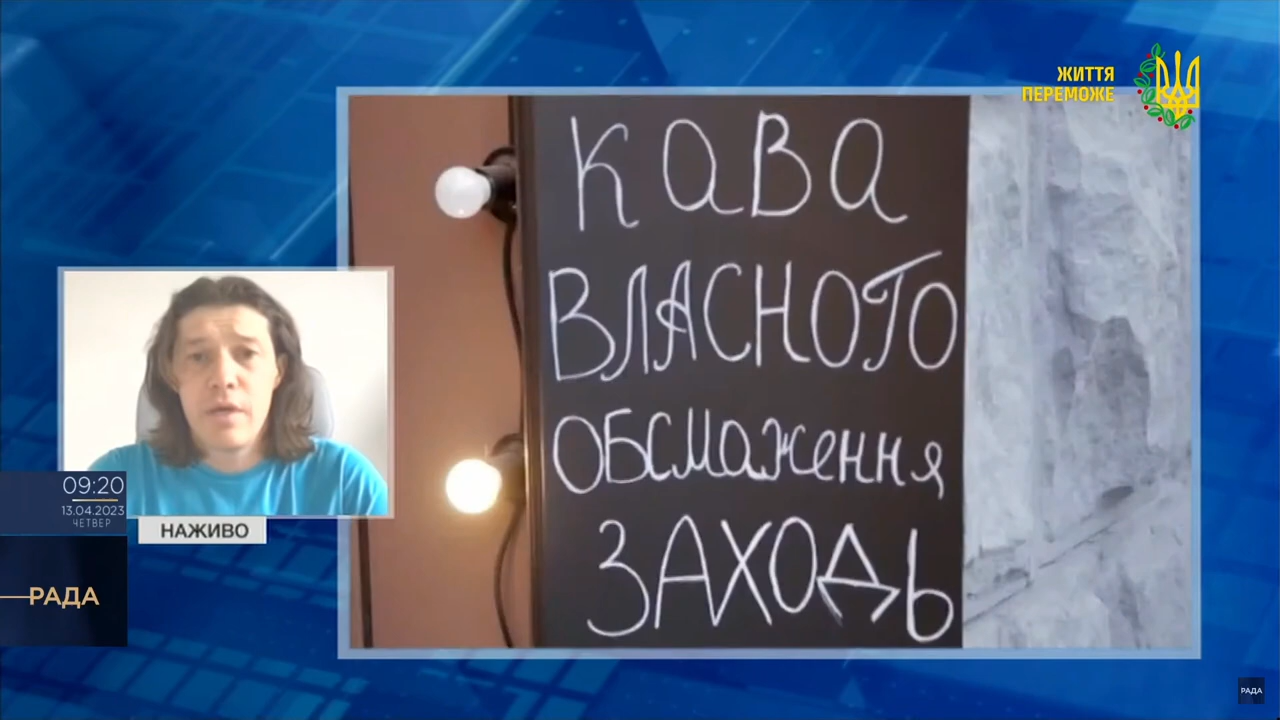 ЖИТТЯ
ПЕРЕМОЖЕ
Кава
ВЛАСНОГО
ОБСмаження
ЗАХОДЬ
09:20
13.04.2023
ЧЕТВЕР
НАЖИВО
РАДА
РАДА